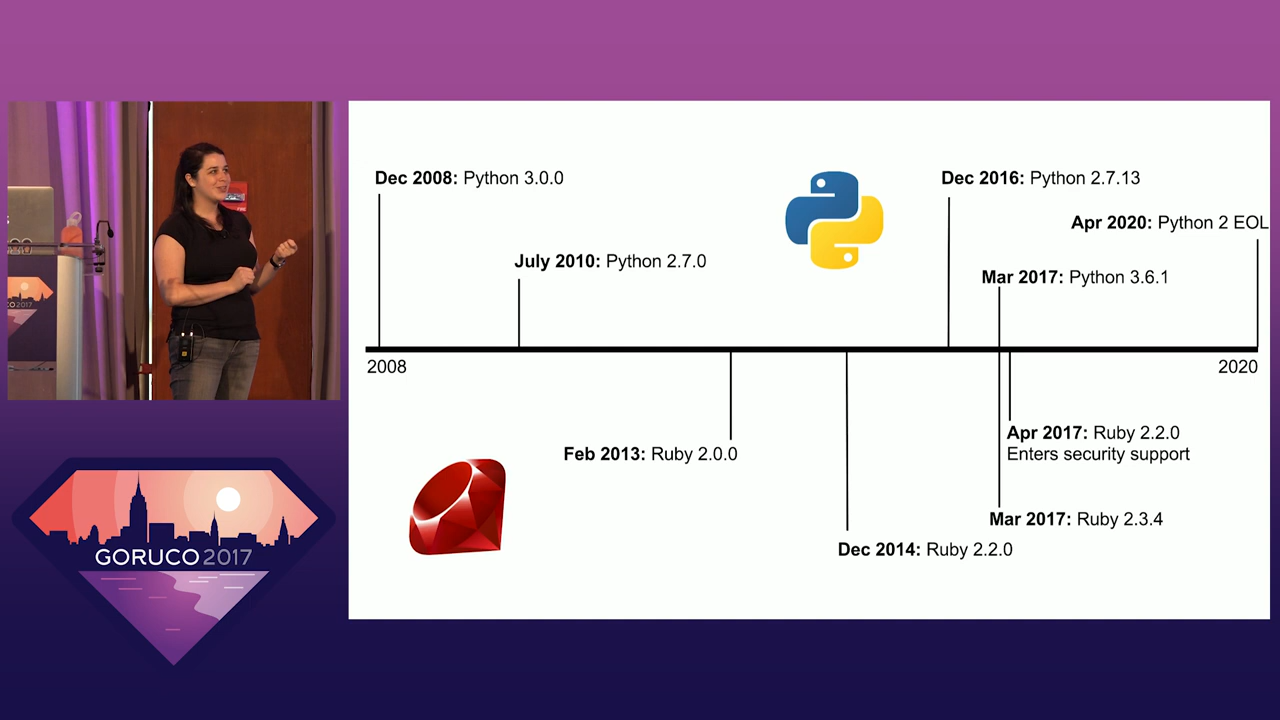 Dec 2008: Python 3.0.0
Dec 2016: Python 2.7.13
Apr 2020: Python 2 EOL
July 2010: Python 2.7.0
Mar 2017: Python 3.6.1
2008
2020
Apr 2017: Ruby 2.2.0
Enters security support
Feb 2013: Ruby 2.0.0
Mar 2017: Ruby 2.3.4
Dec 2014: Ruby 2.2.0
GORUCO 2017